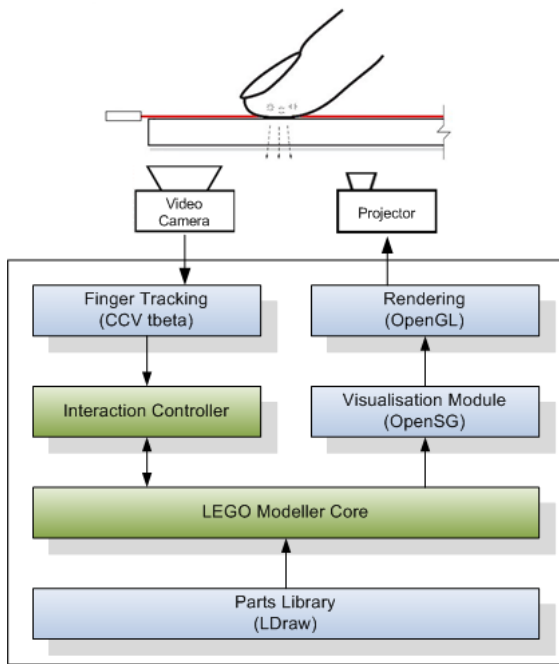 Video
Camera
Projector
Finger Tracking
(CCV tbeta)
Rendering
(OpenGL)
Interaction Controller
Visualisation Module
(OpenSG)
LEGO Modeller Core
Parts Library
(LDraw)